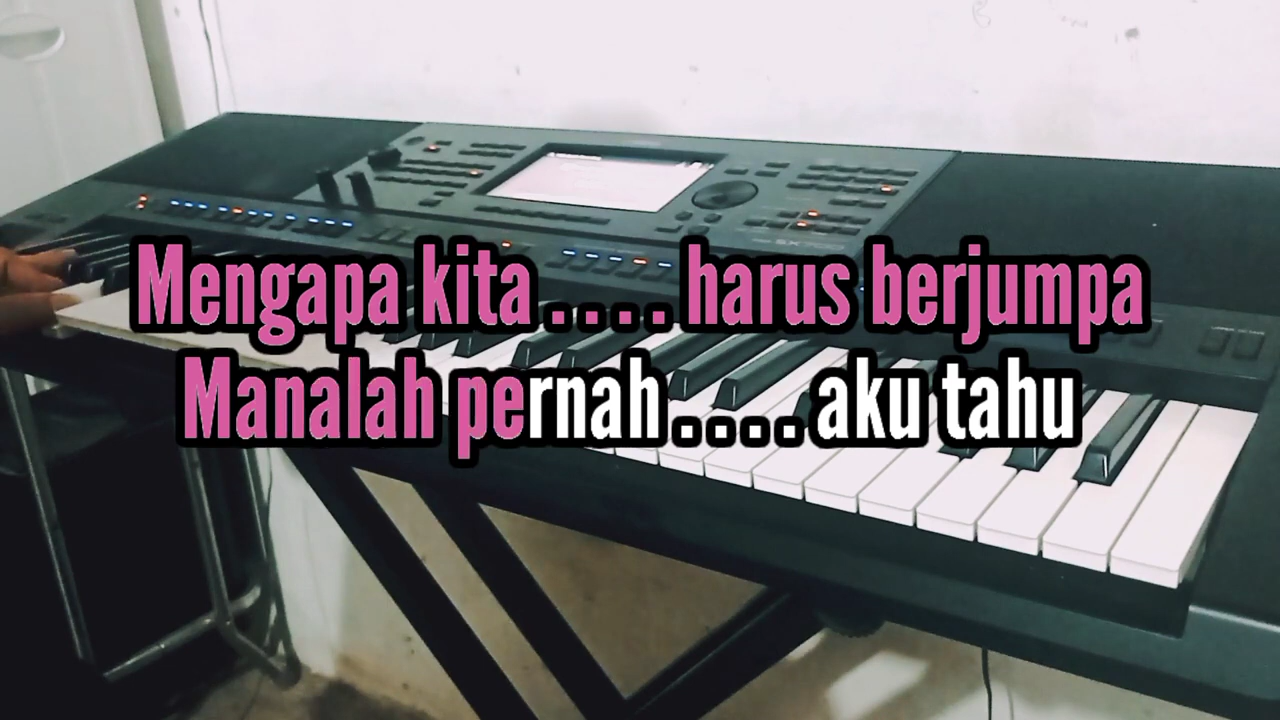 Mengapa kita .... harus berjumpa
Manalah pernah .... aku tahu